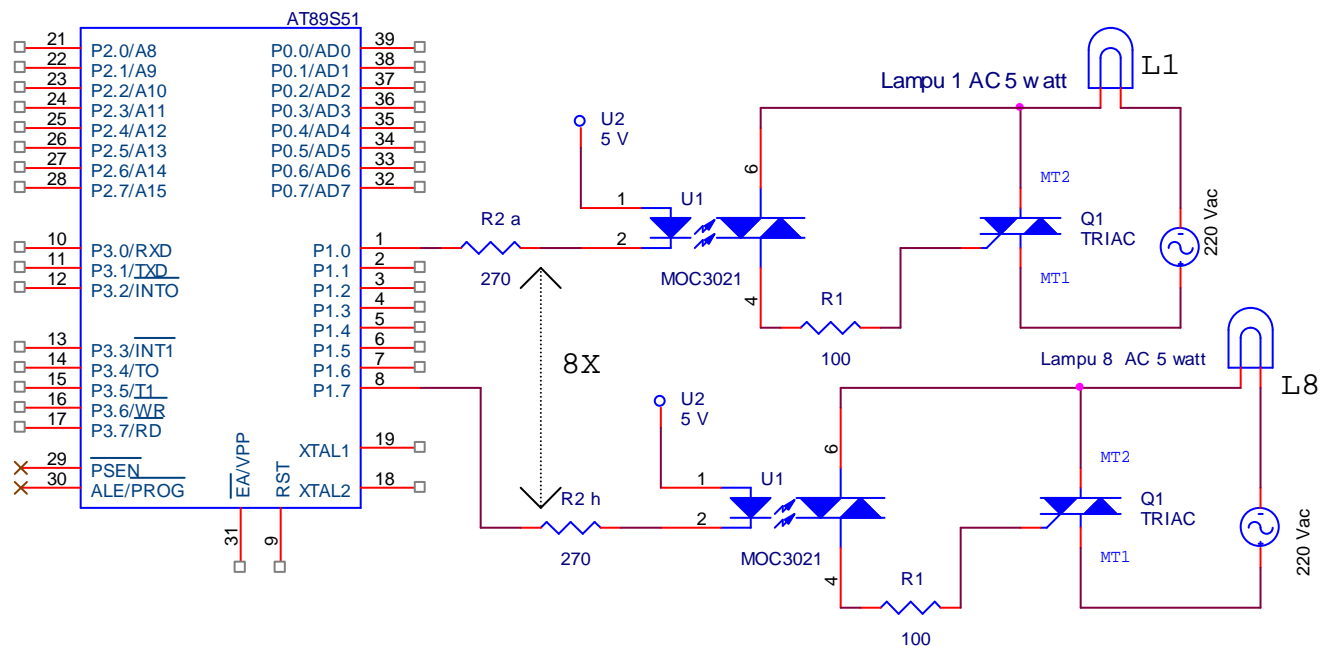 AT89S51
21 P2.0/A8
22 P2.1/A9
23 P2.2/A10
24 P2.3/A11
25 P2.4/A12
26 P2.5/A13
27 P2.6/A14
28 P2.7/A15
10 P3.0/RXD
11 P3.1/TXD
12 P3.2/INTO
13 P3.3/INT1
14 P3.4/TO
15 P3.5/T1
16 P3.6/WR
17 P3.7/RD
29 PSEN
30 ALE/PROG
31 EA/VPP
9 RST
P0.0/AD0 39
P0.1/AD1 38
P0.2/AD2 37
P0.3/AD3 36
P0.4/AD4 35
P0.5/AD5 34
P0.6/AD6 33
P0.7/AD7 32
P1.0 1
P1.1 2
P1.2 3
P1.3 4
P1.4 5
P1.5 6
P1.6 7
P1.7 8
XTAL1 19
XTAL2 18
R2 a
270
8X
R2 h
270
U2
5 V
1
2
U1
MOC3021
6
4
R1
100
Lampu 1 AC 5 watt
L1
MT2
Q1
TRIAC
MT1
220 Vac
U2
5 V
1
2
U1
MOC3021
6
4
R1
100
Lampu 8 AC 5 watt
L8
MT2
Q1
TRIAC
MT1
220 Vac